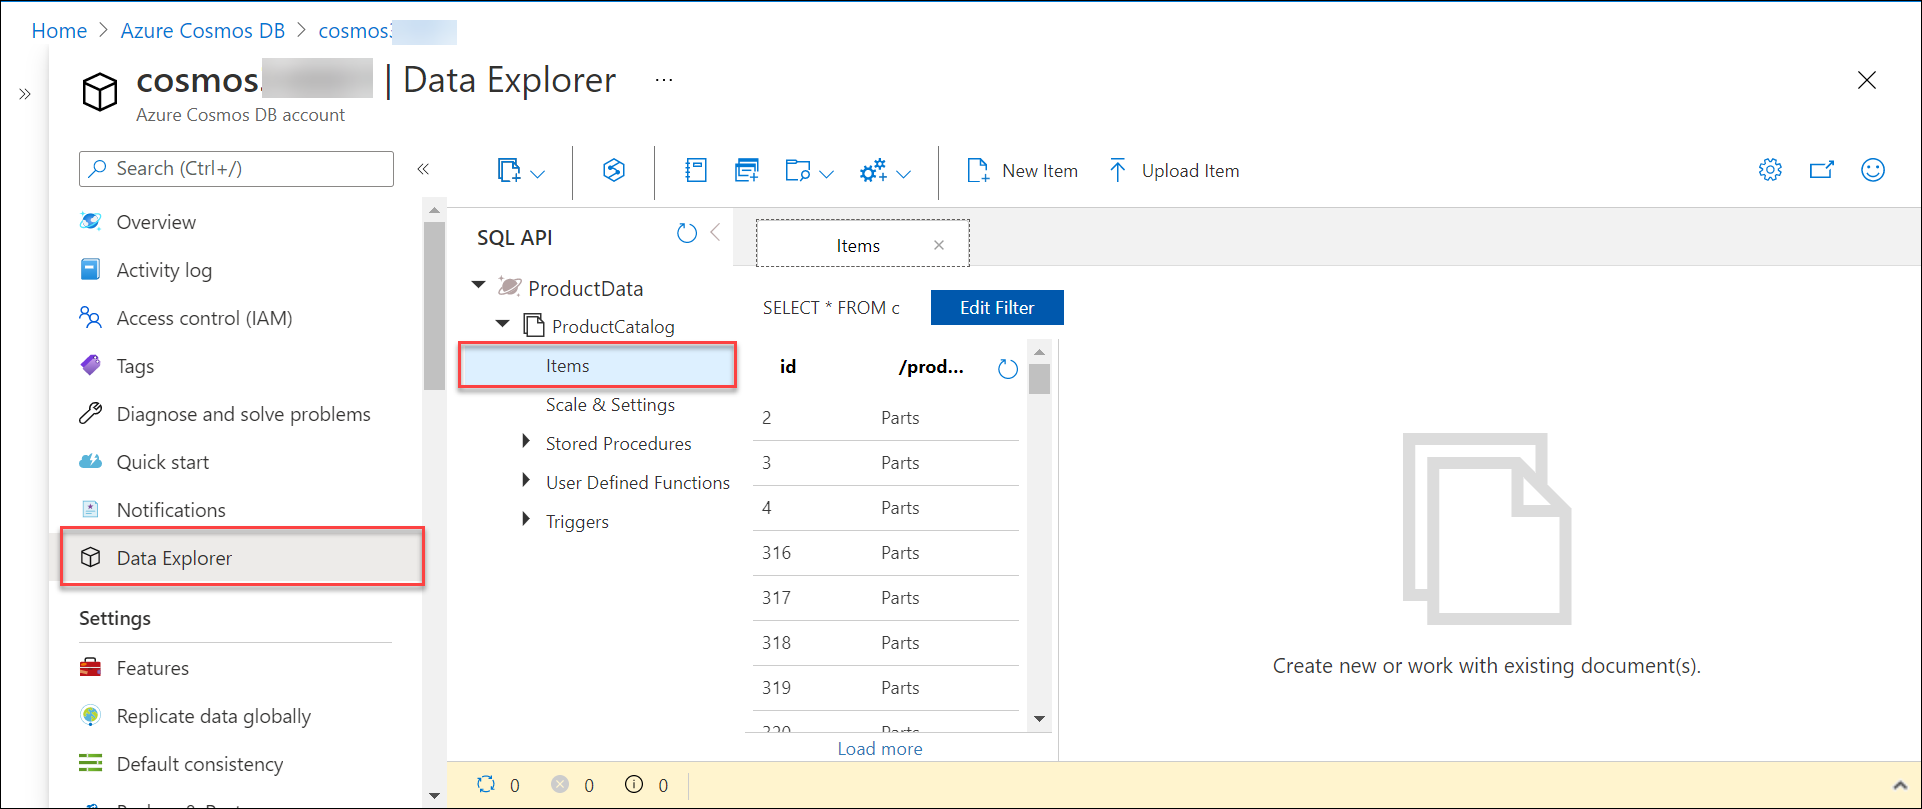 Home > Azure Cosmos DB > cosmos
cosmos | Data Explorer ...
Azure Cosmos DB account
Search (Ctrl+/)
Overview
Activity log
Access control (IAM)
Tags
Diagnose and solve problems
Quick start
Notifications
Data Explorer
Settings
Features
Replicate data globally
Default consistency
New Item
Upload Item
SQL API
ProductData
ProductCatalog
Items
Scale & Settings
Stored Procedures
User Defined Functions
Triggers
Items
SELECT * FROM c
Edit Filter
id /prod...
2 Parts
3 Parts
4 Parts
316 Parts
317 Parts
318 Parts
319 Parts
Load more
Create new or work with existing document(s).
0 0 0